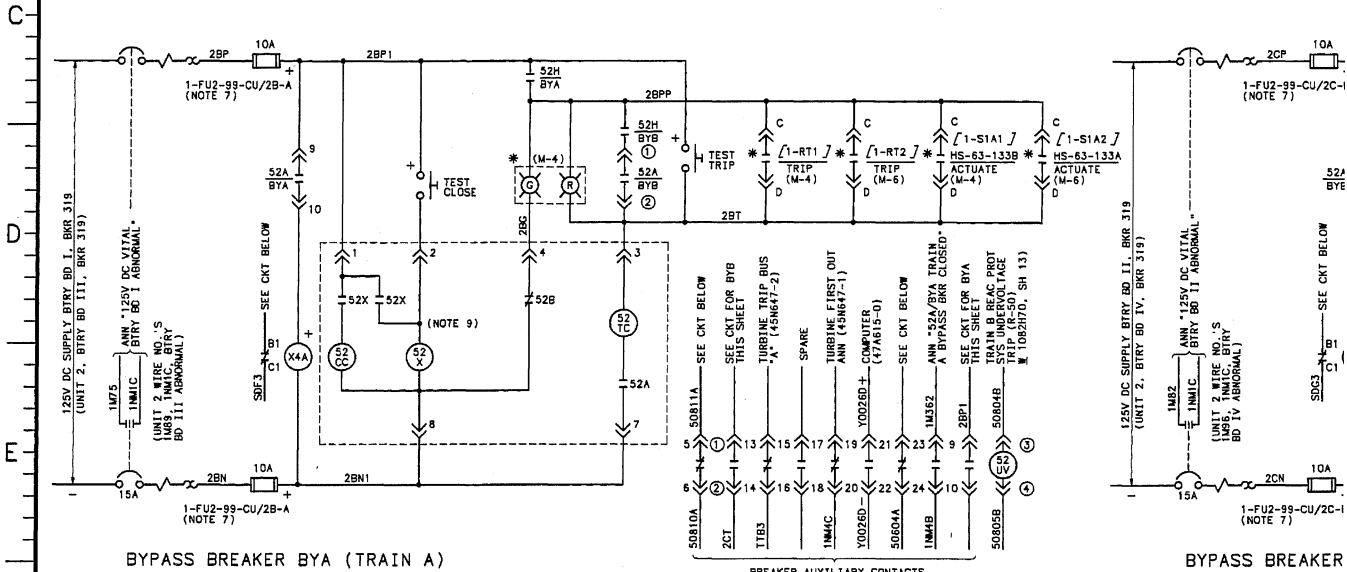 C
D
E
2BP
10A
2BP1
1-FU2-99-CU/2B-A
(NOTE 7)
+
52H
BYA
2BPP
52H
BYB
1
52A
BYB
2
TEST
TRIP
+
C
[1-RT1]
TRIP
(M-4)
D
*
C
[1-RT2]
TRIP
(M-6)
D
*
C
[1-S1A1]
HS-63-133B
ACTUATE
(M-4)
D
*
C
[1-S1A2]
HS-63-133A
ACTUATE
(M-6)
D
*
9
52A
BYA
10
+
TEST
CLOSE
* (M-4)
G
R
2BG
2BT
125V DC SUPPLY BTRY BD I, BKR 319
(UNIT 2, BTRY BD III, BKR 319)
ANN "125V DC VITAL
BTRY BD I ABNORMAL"
1M75
1NM1C
(UNIT 2 WIRE NO.'S
1M89, 1NM1C, BTRY
BD III ABNORMAL)
SEE CKT BELOW
SDF3
B1
C1
X4A
+
1
2
4
3
52X
52X
(NOTE 9)
52B
52
TC
52
CC
52
X
52A
8
7
-
15A
2BN
10A
+
2BN1
1-FU2-99-CU/2B-A
(NOTE 7)
BYPASS BREAKER BYA (TRAIN A)
SEE CKT BELOW
SEE CKT FOR BYB
THIS SHEET
TURBINE TRIP BUS
"A" (45N647-2)
SPARE
TURBINE FIRST OUT
ANN (45N647-1)
COMPUTER
(47A615-0)
SEE CKT BELOW
ANN "52A/BYA TRAIN
A BYPASS BKR CLOSED"
SEE CKT FOR BYA
THIS SHEET
TRAIN B REAC PROT
SYS UNDERVOLTAGE
TRIP (R-50)
W 1082H70, SH 13)
50811A
Y0026D+
1M362
2BP1
50804B
5
1
13
15
17
19
21
23
9
3
52
UV
6
2
14
16
18
20
22
24
10
4
50810A
2CT
TTB3
1NM4C
Y0026D-
50604A
1NM4B
50805B
BREAKER AUXILIARY CONTACTS
2CP
10A
1-FU2-99-CU/2C-
(NOTE 7)
52A
BYB
125V DC SUPPLY BTRY BD II, BKR 319
(UNIT 2, BTRY BD IV, BKR 319)
ANN "125V DC VITAL
BTRY BD II ABNORMAL"
1M82
1NM1C
(UNIT 2 WIRE NO.'S
1M96, 1NM1C, BTRY
BD IV ABNORMAL)
SEE CKT BELOW
SDG3
B1
C1
-
15A
2CN
10A
1-FU2-99-CU/2C-
(NOTE 7)
BYPASS BREAKER